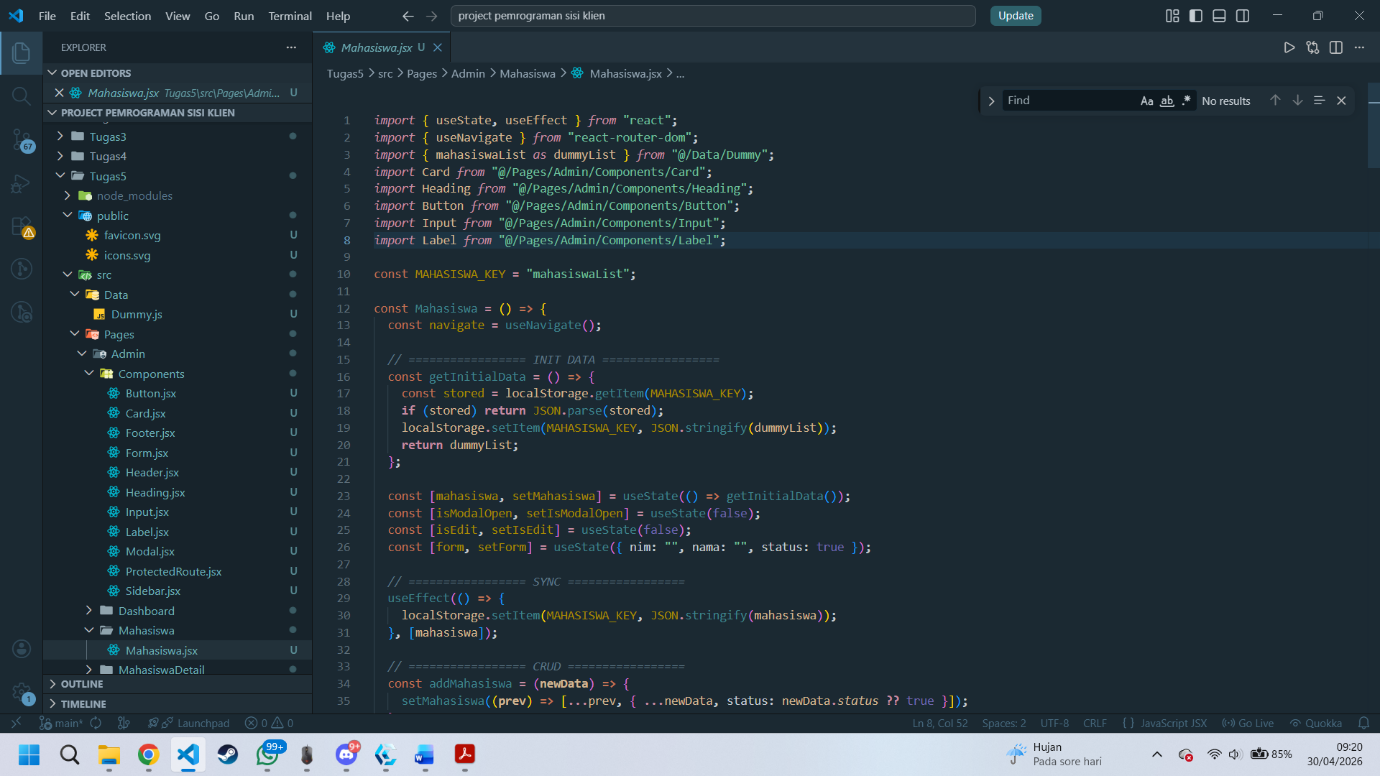 File Edit Selection View Go Run Terminal Help
project pemrograman sisi klien
Update
EXPLORER
OPEN EDITORS
Mahasiswa.jsx Tugas5\src\Pages\Admi... U
PROJECT PEMROGRAMAN SISI KLIEN
Tugas3
Tugas4
Tugas5
node_modules
public
favicon.svg U
icons.svg U
src
Data
Dummy.js U
Pages
Admin
Components
Button.jsx U
Card.jsx U
Footer.jsx U
Form.jsx U
Header.jsx U
Heading.jsx U
Input.jsx U
Label.jsx U
Modal.jsx U
ProtectedRoute.jsx U
Sidebar.jsx U
Dashboard
Mahasiswa
Mahasiswa.jsx U
MahasiswaDetail
OUTLINE
TIMELINE
67
1
Mahasiswa.jsx U
Tugas5 > src > Pages > Admin > Mahasiswa > Mahasiswa.jsx > ...
Find Aa ab .* No results
1 import { useState, useEffect } from "react";
2 import { useNavigate } from "react-router-dom";
3 import { mahasiswaList as dummyList } from "@/Data/Dummy";
4 import Card from "@/Pages/Admin/Components/Card";
5 import Heading from "@/Pages/Admin/Components/Heading";
6 import Button from "@/Pages/Admin/Components/Button";
7 import Input from "@/Pages/Admin/Components/Input";
8 import Label from "@/Pages/Admin/Components/Label";
9
10 const MAHASISWA_KEY = "mahasiswaList";
11
12 const Mahasiswa = () => {
13 const navigate = useNavigate();
14
15 // ================= INIT DATA =================
16 const getInitialData = () => {
17 const stored = localStorage.getItem(MAHASISWA_KEY);
18 if (stored) return JSON.parse(stored);
19 localStorage.setItem(MAHASISWA_KEY, JSON.stringify(dummyList));
20 return dummyList;
21 };
22
23 const [mahasiswa, setMahasiswa] = useState(() => getInitialData());
24 const [isModalOpen, setIsModalOpen] = useState(false);
25 const [isEdit, setIsEdit] = useState(false);
26 const [form, setForm] = useState({ nim: "", nama: "", status: true });
27
28 // ================= SYNC =================
29 useEffect(() => {
30 localStorage.setItem(MAHASISWA_KEY, JSON.stringify(mahasiswa));
31 }, [mahasiswa]);
32
33 // ================= CRUD =================
34 const addMahasiswa = (newData) => {
35 setMahasiswa((prev) => [...prev, { ...newData, status: newData.status ?? true }]);
main* Launchpad 0 0 Ln 8, Col 52 Spaces: 2 UTF-8 CRLF {} JavaScript JSX Go Live Quokka
99+
9+
Hujan
Pada sore hari
85%
09:20
30/04/2026